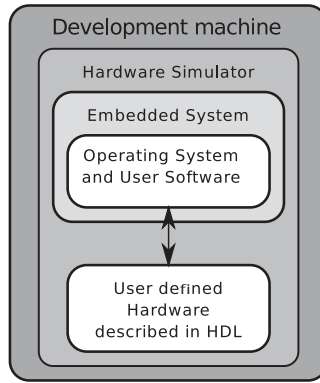 Development machine
Hardware Simulator
Embedded System
Operating System
and User Software
User defined
Hardware
described in HDL